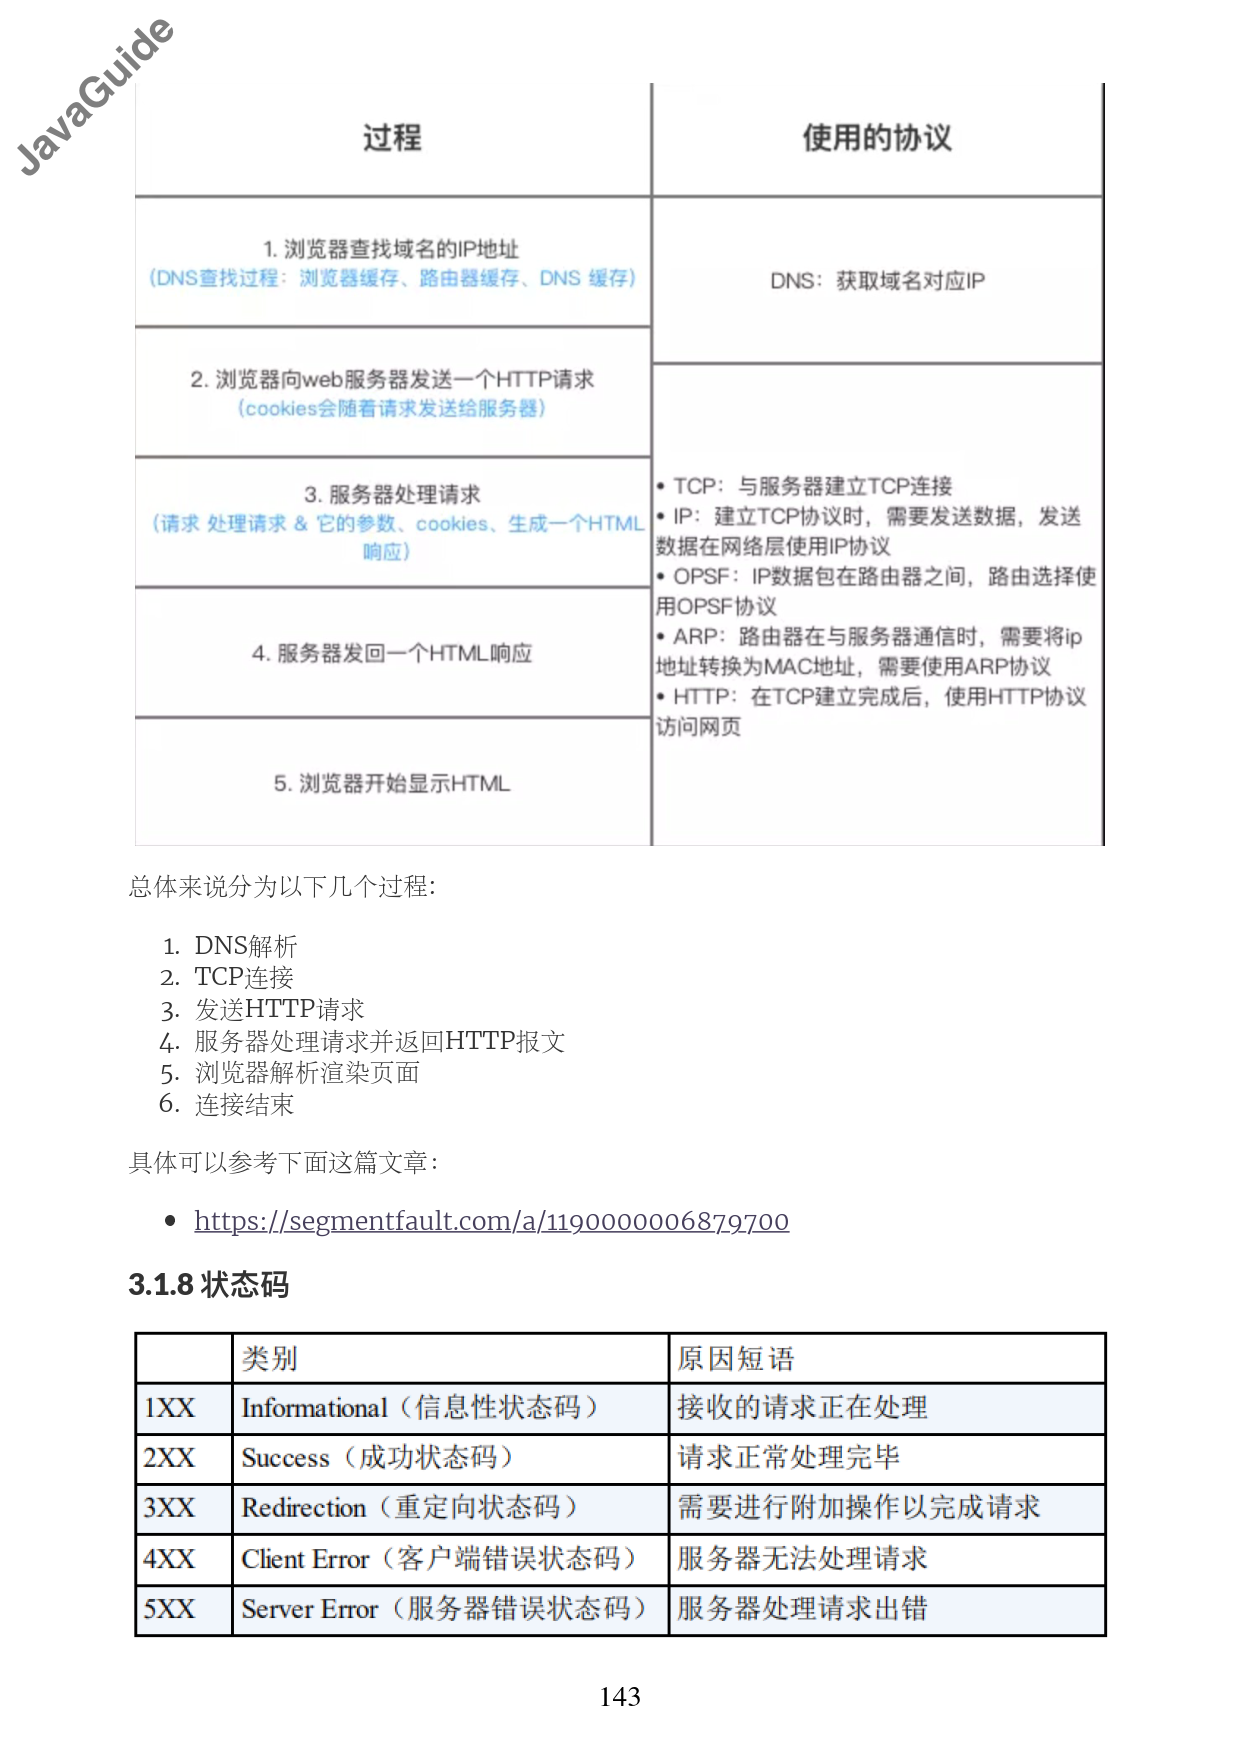 JavaGuide
过程
使用的协议
1. 浏览器查找域名的IP地址
（DNS查找过程：浏览器缓存、路由器缓存、DNS 缓存）
DNS：获取域名对应IP
2. 浏览器向web服务器发送一个HTTP请求
（cookies会随着请求发送给服务器）
3. 服务器处理请求
（请求 处理请求 & 它的参数、cookies、生成一个HTML
响应）
4. 服务器发回一个HTML响应
5. 浏览器开始显示HTML
• TCP：与服务器建立TCP连接
• IP：建立TCP协议时，需要发送数据，发送
数据在网络层使用IP协议
• OPSF：IP数据包在路由器之间，路由选择使
用OPSF协议
• ARP：路由器在与服务器通信时，需要将ip
地址转换为MAC地址，需要使用ARP协议
• HTTP：在TCP建立完成后，使用HTTP协议
访问网页
总体来说分为以下几个过程:
1. DNS解析
2. TCP连接
3. 发送HTTP请求
4. 服务器处理请求并返回HTTP报文
5. 浏览器解析渲染页面
6. 连接结束
具体可以参考下面这篇文章：
• https://segmentfault.com/a/1190000006879700
3.1.8 状态码
类别 原因短语
1XX Informational（信息性状态码） 接收的请求正在处理
2XX Success（成功状态码） 请求正常处理完毕
3XX Redirection（重定向状态码） 需要进行附加操作以完成请求
4XX Client Error（客户端错误状态码） 服务器无法处理请求
5XX Server Error（服务器错误状态码） 服务器处理请求出错
143